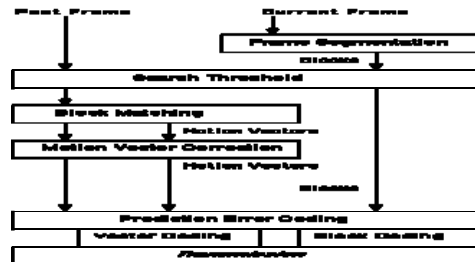 Past Frame
Current Frame
Frame Segmentation
Blocks
Search Threshold
Block Matching
Motion Vectors
Motion Vector Correction
Motion Vectors
Blocks
Prediction Error Coding
Vector Coding
Block Coding